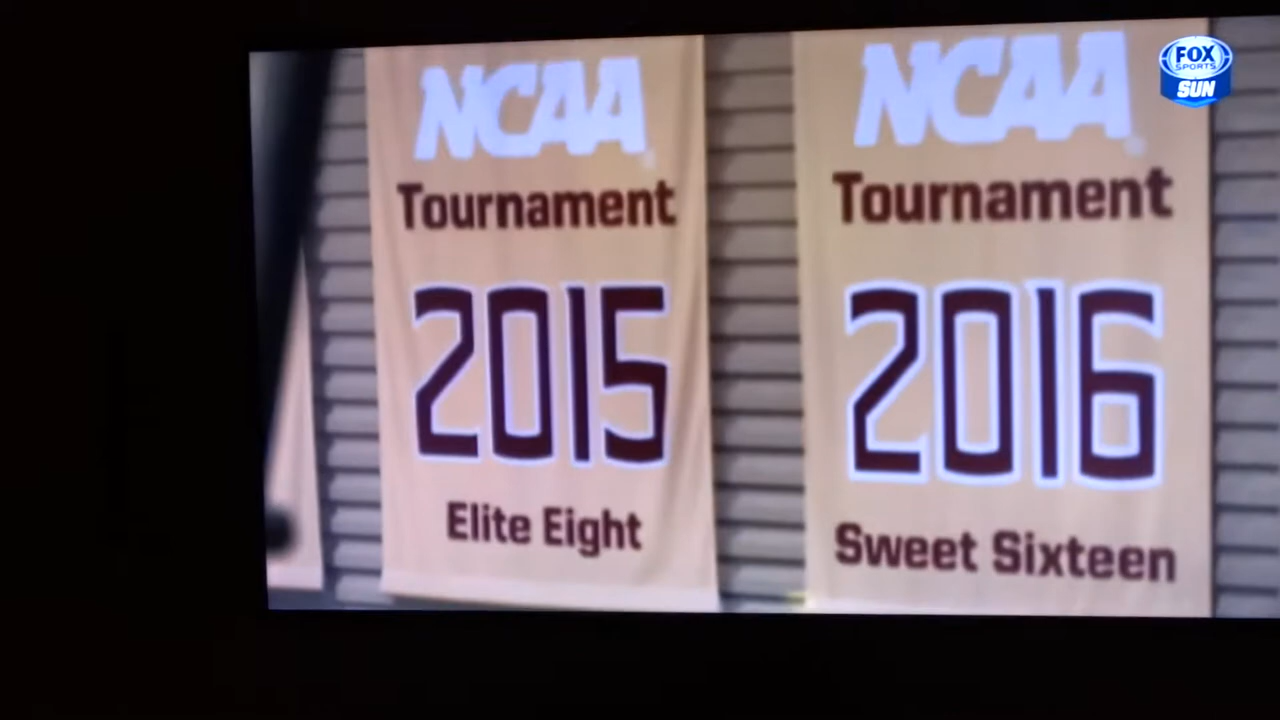 NCAA
Tournament
2015
Elite Eight
NCAA
Tournament
2016
Sweet Sixteen
FOX
SPORTS
SUN